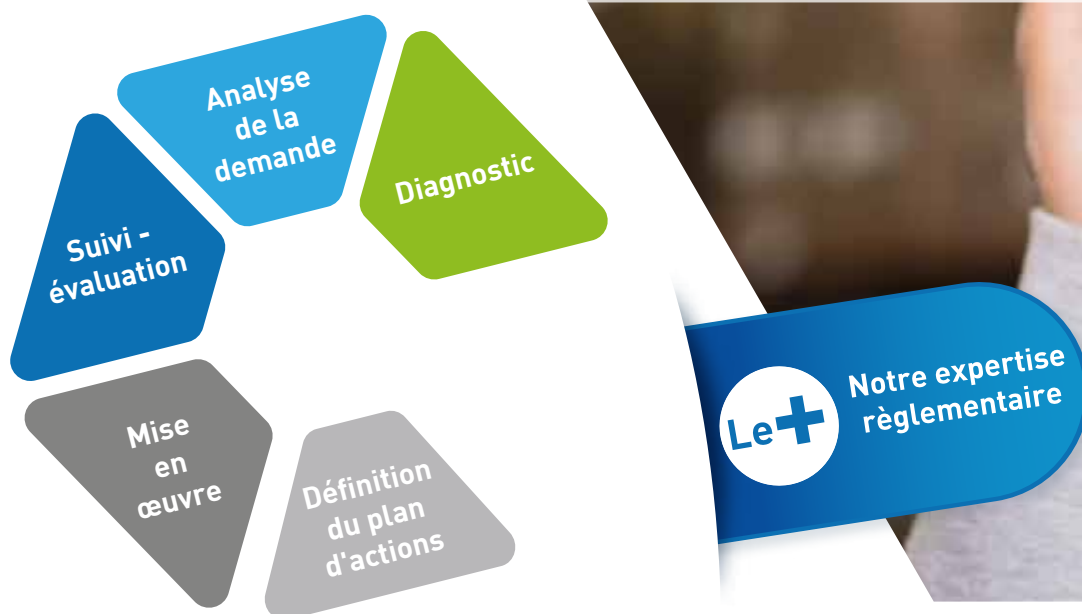 Analyse
de la
demande
Diagnostic
Suivi -
évaluation
Mise
en
œuvre
Définition
du plan
d'actions
Le+
Notre expertise
règlementaire